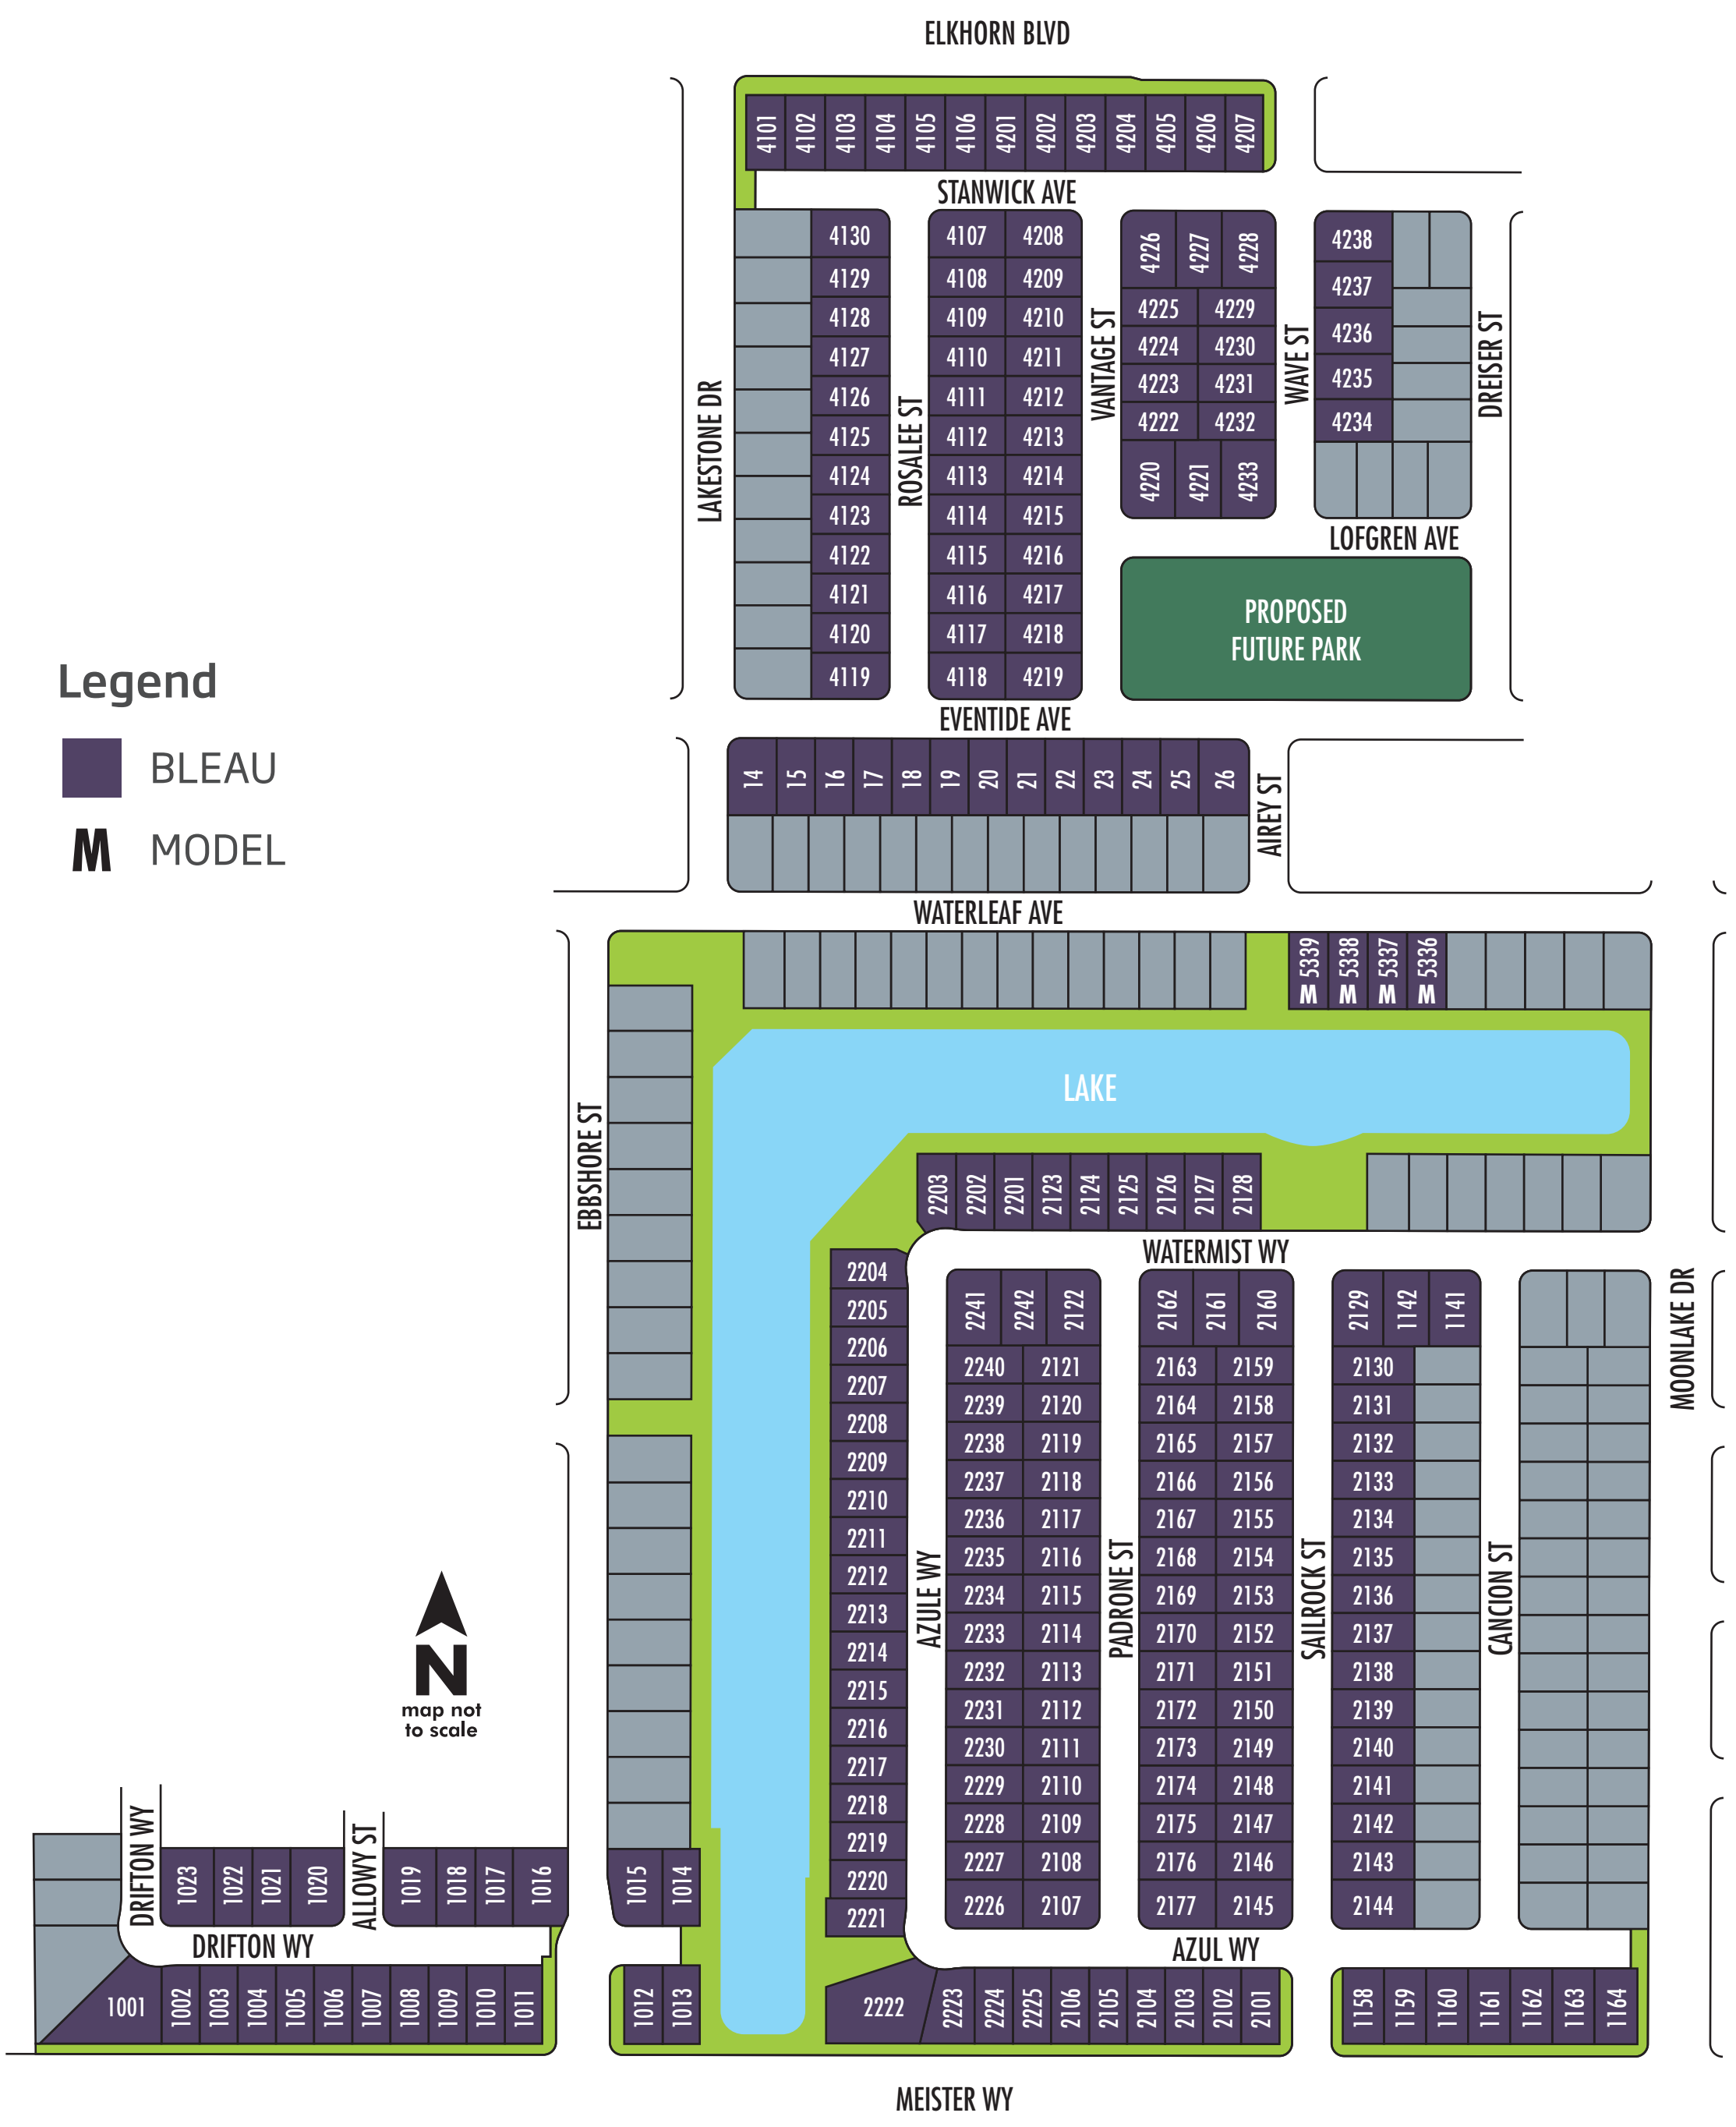 ELKHORN BLVD
4101 4102 4103 4104 4105 4106 4201 4202 4203 4204 4205 4206 4207
STANWICK AVE
4130 4107 4208 4226 4227 4228 4238
4129 4108 4209 4237
4128 4109 4210 4225 4229 4236
4127 4110 4211 4224 4230 4235
4126 4111 4212 4223 4231 4234
4125 4112 4213 4222 4232
4124 4113 4214 4220 4221 4233
4123 4114 4215
4122 4115 4216
4121 4116 4217
4120 4117 4218
4119 4118 4219
LAKESTONE DR
ROSALEE ST
VANTAGE ST
WAVE ST
DREISER ST
LOFGREN AVE
PROPOSED
FUTURE PARK
EVENTIDE AVE
Legend
BLEAU
M MODEL
14 15 16 17 18 19 20 21 22 23 24 25 26
AIREY ST
WATERLEAF AVE
M 5339
M 5338
M 5337
M 5336
LAKE
EBBSHORE ST
2203 2202 2201 2123 2124 2125 2126 2127 2128
WATERMIST WY
MOONLAKE DR
2204
2205
2206
2207
2208
2209
2210
2211
2212
2213
2214
2215
2216
2217
2218
2219
2220
2221
AZULE WY
2241 2242 2122
2240 2121
2239 2120
2238 2119
2237 2118
2236 2117
2235 2116
2234 2115
2233 2114
2232 2113
2231 2112
2230 2111
2229 2110
2228 2109
2227 2108
2226 2107
PADRONE ST
2162 2161 2160
2163 2159
2164 2158
2165 2157
2166 2156
2167 2155
2168 2154
2169 2153
2170 2152
2171 2151
2172 2150
2173 2149
2174 2148
2175 2147
2176 2146
2177 2145
SAILROCK ST
2129 1142 1141
2130
2131
2132
2133
2134
2135
2136
2137
2138
2139
2140
2141
2142
2143
2144
CANCION ST
N
map not
to scale
DRIFTON WY
1023 1022 1021 1020
ALLOWY ST
1019 1018 1017 1016
1015 1014
DRIFTON WY
AZUL WY
1001 1002 1003 1004 1005 1006 1007 1008 1009 1010 1011
1012 1013
2222 2223 2224 2225 2106 2105 2104 2103 2102 2101
1158 1159 1160 1161 1162 1163 1164
MEISTER WY